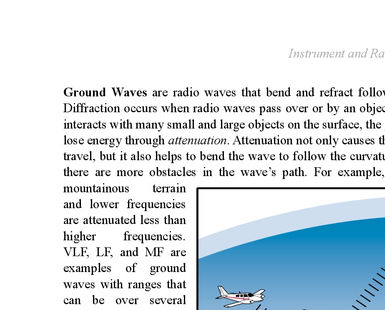 Instrument and Ra
Ground Waves are radio waves that bend and refract follow
Diffraction occurs when radio waves pass over or by an objec
interacts with many small and large objects on the surface, the
lose energy through attenuation. Attenuation not only causes th
travel, but it also helps to bend the wave to follow the curvatu
there are more obstacles in the wave's path. For example,
mountainous terrain
and lower frequencies
are attenuated less than
higher frequencies.
VLF, LF, and MF are
examples of ground
waves with ranges that
can be over several